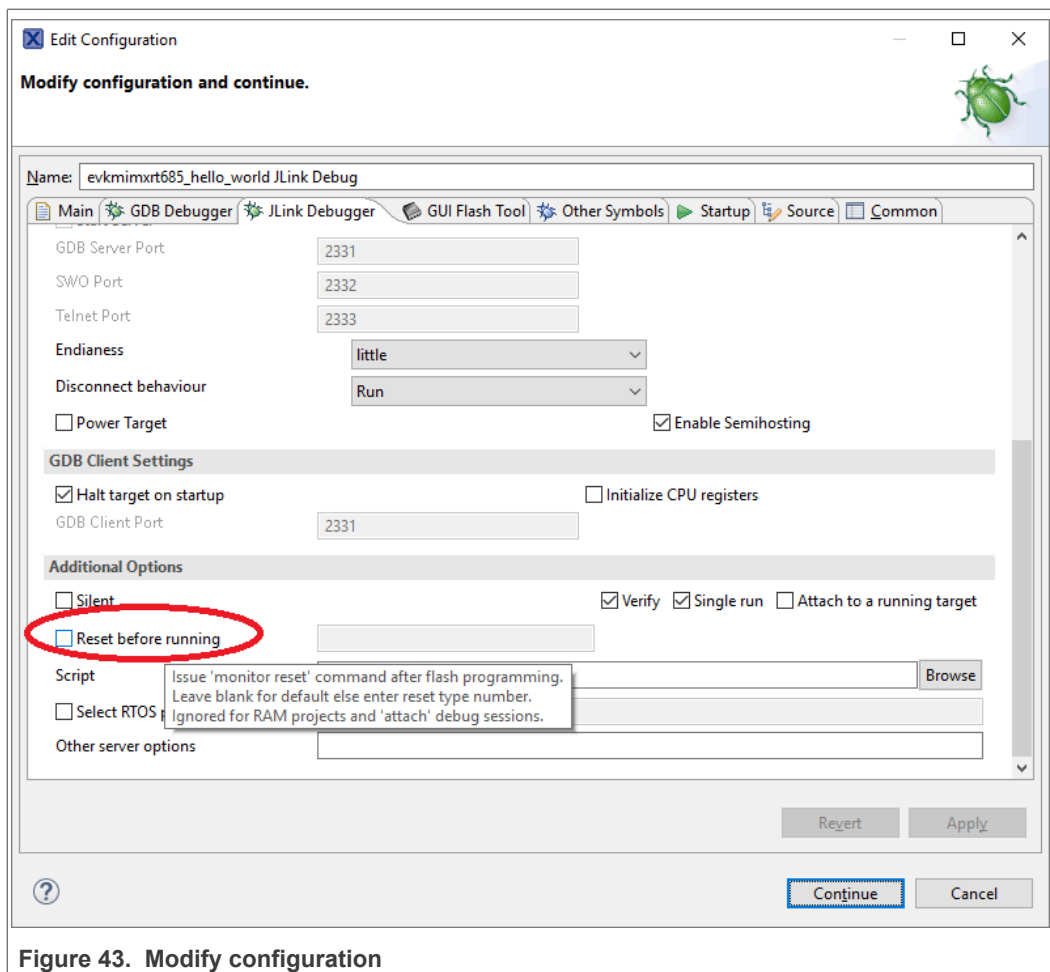 Edit Configuration
Modify configuration and continue.
Name: evkmimxrt685_hello_world JLink Debug
Main GDB Debugger JLink Debugger GUI Flash Tool Other Symbols Startup Source Common
GDB Server Port 2331
SWO Port 2332
Telnet Port 2333
Endianess little
Disconnect behaviour Run
Power Target Enable Semihosting
GDB Client Settings
Halt target on startup Initialize CPU registers
GDB Client Port 2331
Additional Options
Silent Verify Single run Attach to a running target
Reset before running
Script Browse
Issue 'monitor reset' command after flash programming.
Leave blank for default else enter reset type number.
Ignored for RAM projects and 'attach' debug sessions.
Select RTOS
Other server options
Revert Apply
? Continue Cancel
Figure 43. Modify configuration